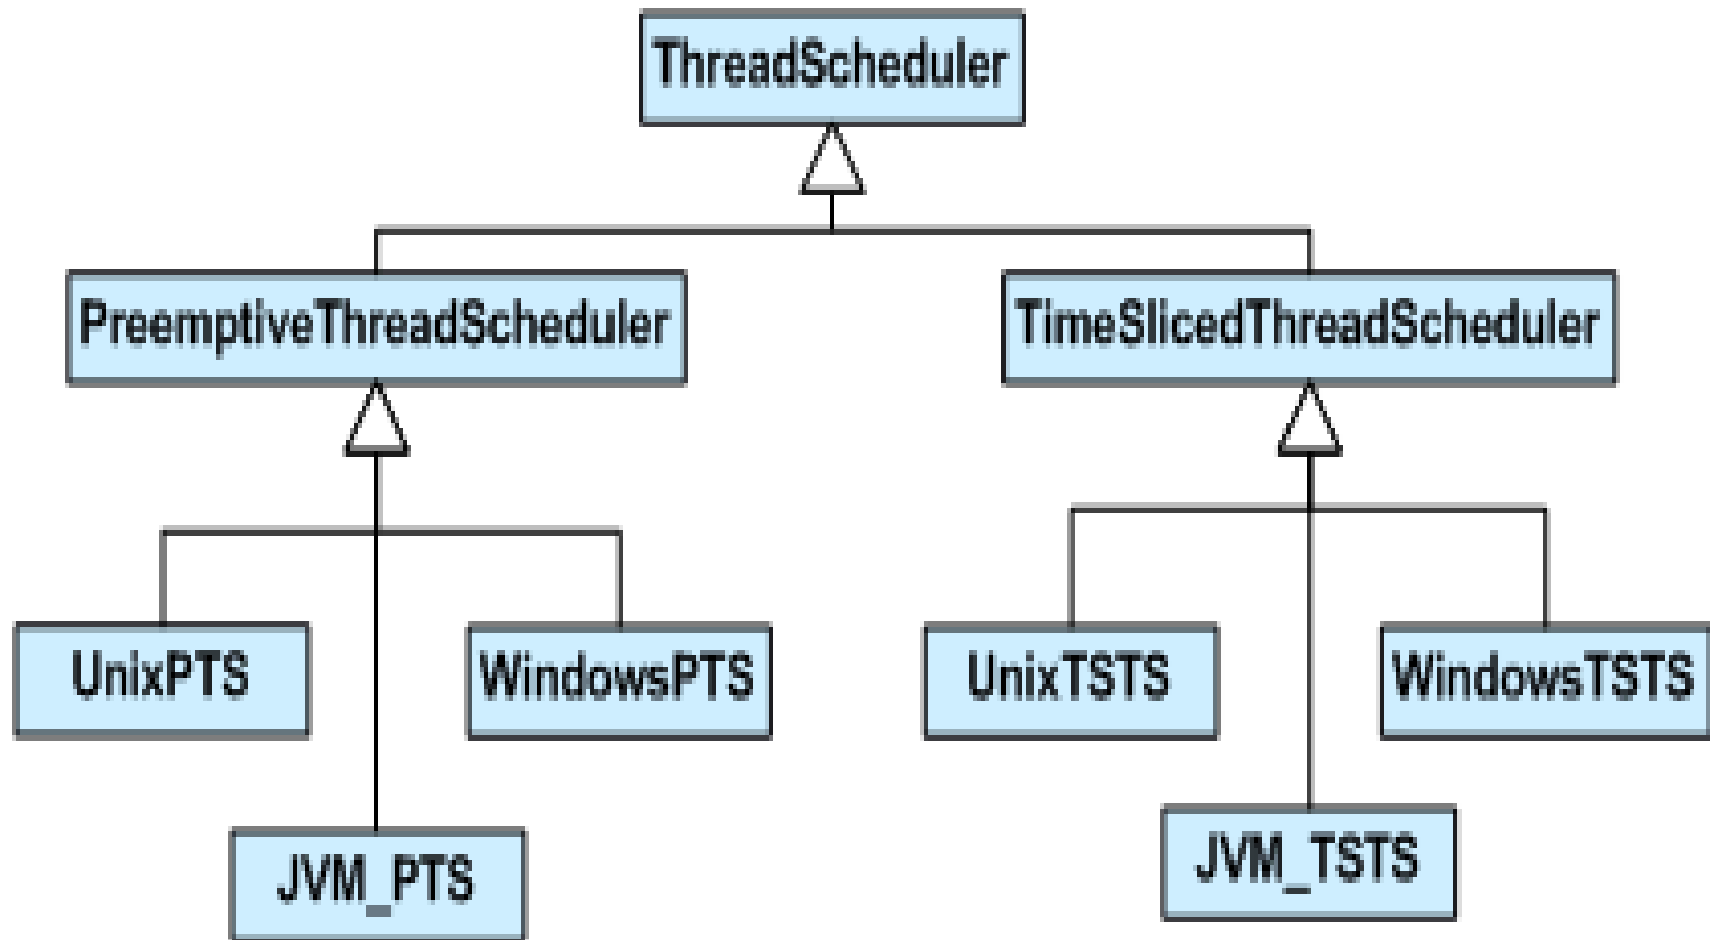 ThreadScheduler
PreemptiveThreadScheduler
TimeSlicedThreadScheduler
UnixPTS
WindowsPTS
UnixTSTS
WindowsTSTS
JVM_PTS
JVM_TSTS